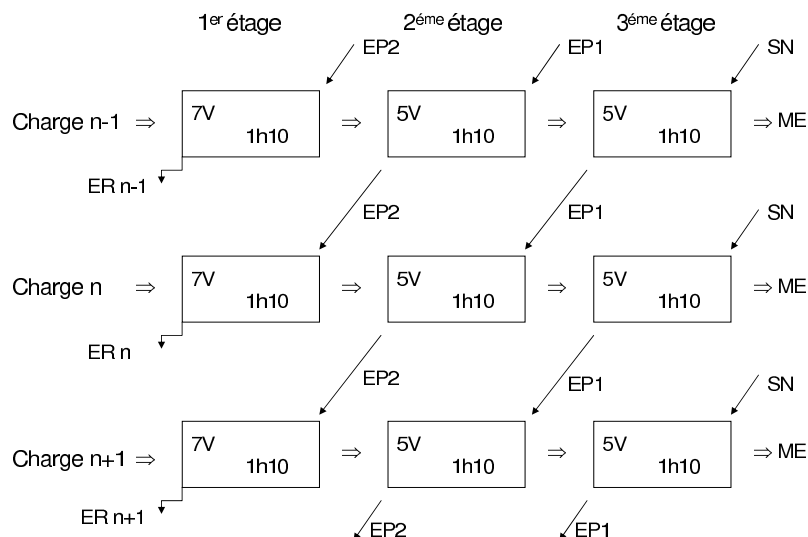 1er étage 2éme étage 3éme étage
EP2 EP1 SN
Charge n-1 ⇒ 7V 1h10 ⇒ 5V 1h10 ⇒ 5V 1h10 ⇒ ME
ER n-1
EP2 EP1 SN
Charge n ⇒ 7V 1h10 ⇒ 5V 1h10 ⇒ 5V 1h10 ⇒ ME
ER n
EP2 EP1 SN
Charge n+1 ⇒ 7V 1h10 ⇒ 5V 1h10 ⇒ 5V 1h10 ⇒ ME
ER n+1
EP2 EP1